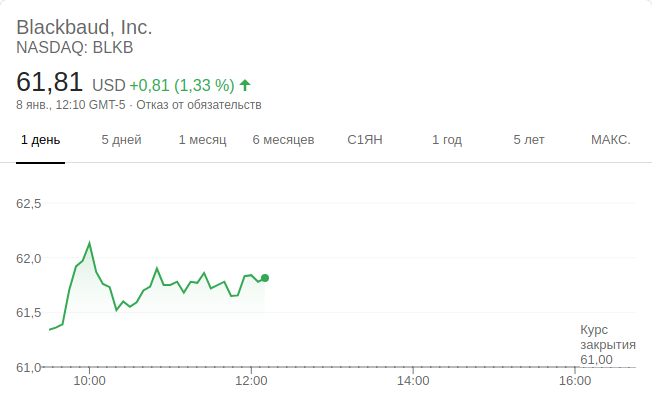 Blackbaud, Inc.
NASDAQ: BLKB
61,81 USD +0,81 (1,33 %)
8 янв., 12:10 GMT-5 · Отказ от обязательств
1 день 5 дней 1 месяц 6 месяцев С1ЯН 1 год 5 лет МАКС.
62,5
62,0
61,5
Курс
закрытия
61,00
61,0
10:00 12:00 14:00 16:00